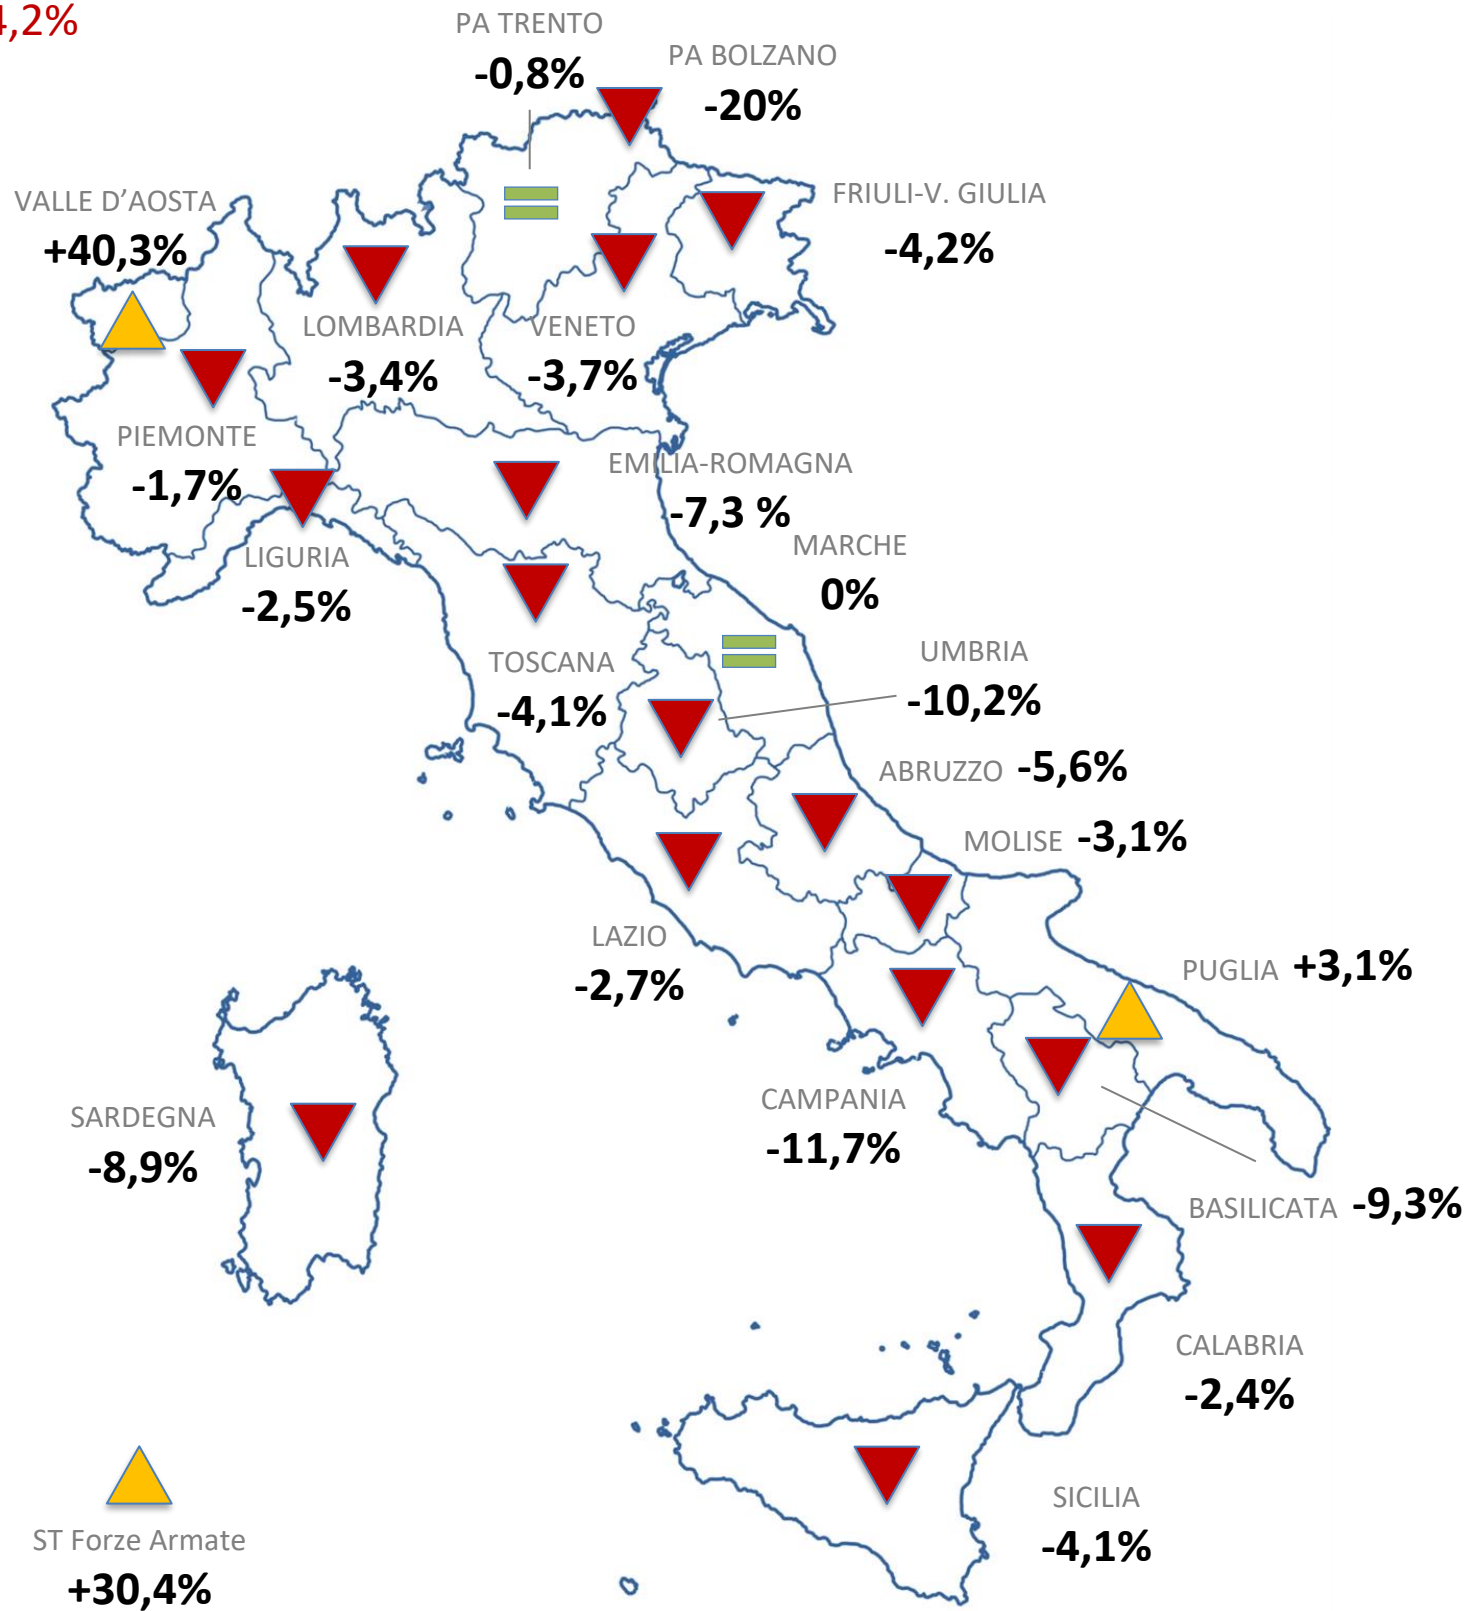 4,2%
PA TRENTO
-0,8%
PA BOLZANO
-20%
VALLE D’AOSTA
+40,3%
FRIULI-V. GIULIA
-4,2%
LOMBARDIA
-3,4%
VENETO
-3,7%
PIEMONTE
-1,7%
EMILIA-ROMAGNA
-7,3 %
LIGURIA
-2,5%
MARCHE
0%
TOSCANA
-4,1%
UMBRIA
-10,2%
ABRUZZO -5,6%
MOLISE -3,1%
LAZIO
-2,7%
PUGLIA +3,1%
CAMPANIA
-11,7%
SARDEGNA
-8,9%
BASILICATA -9,3%
CALABRIA
-2,4%
SICILIA
-4,1%
ST Forze Armate
+30,4%